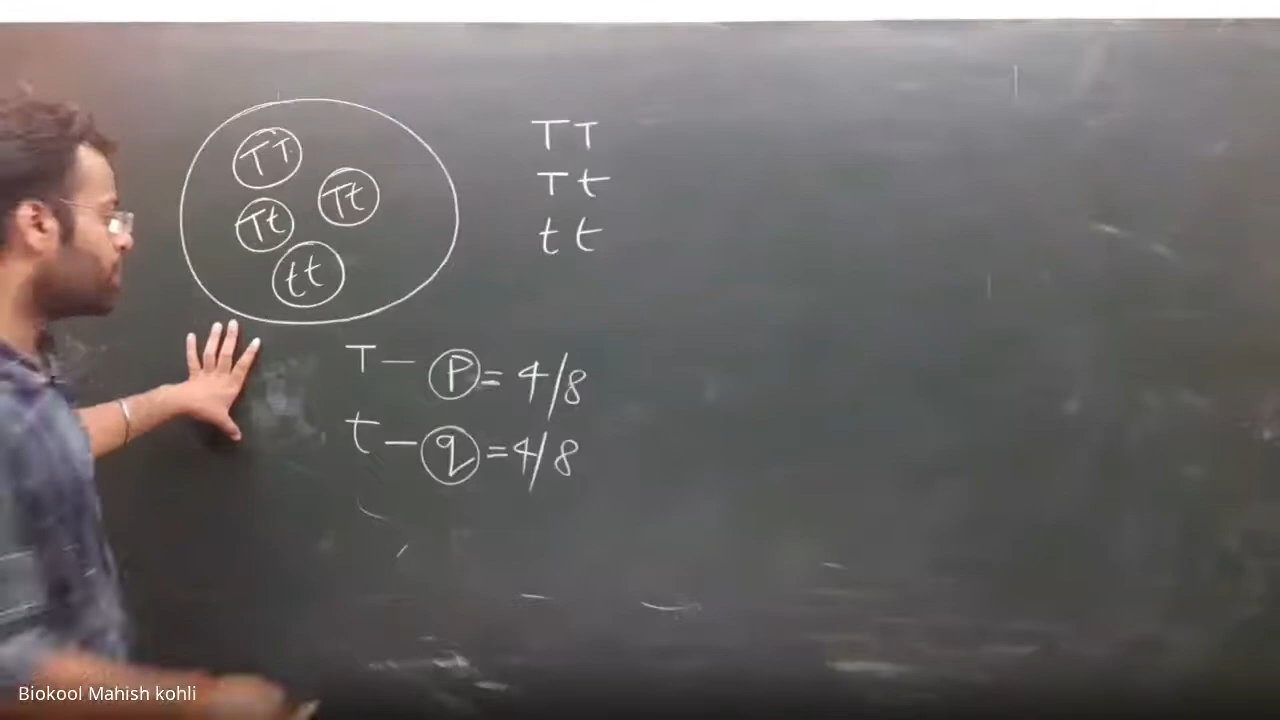 TT
Tt
Tt
tt
TT
Tt
tt
T — p = 4/8
t — q = 4/8
Biokool Mahish kohli